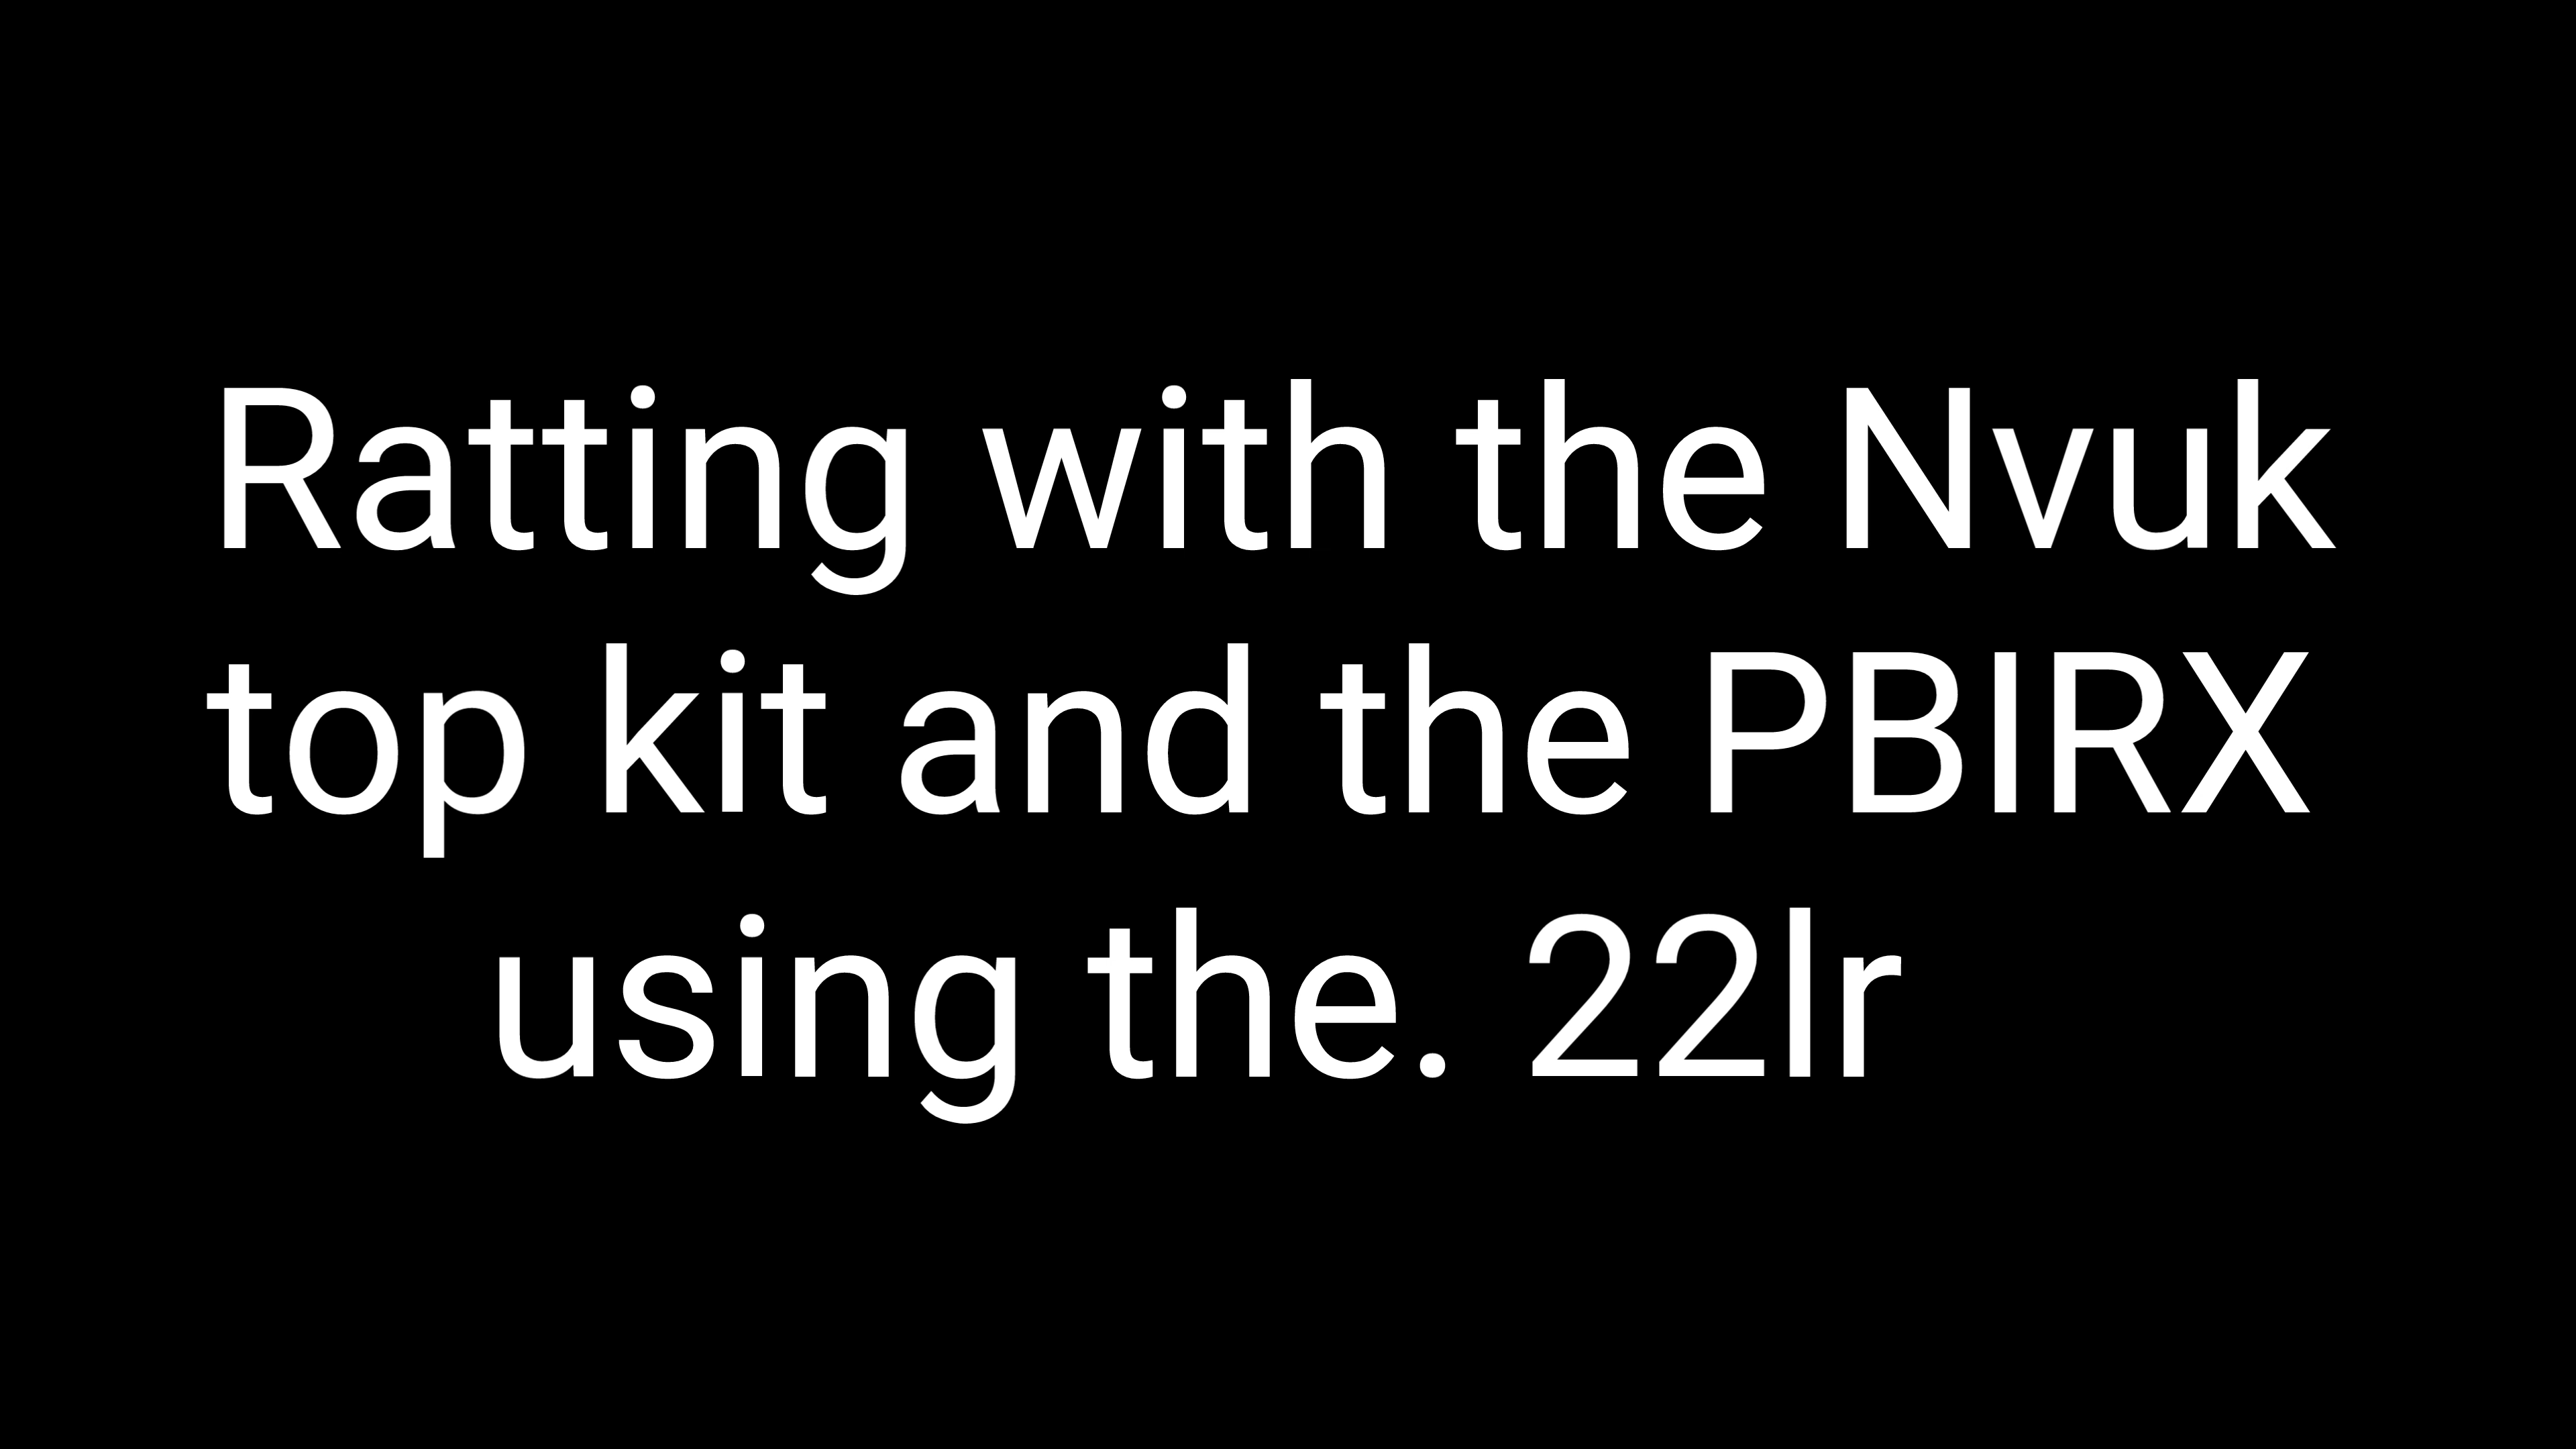 Ratting with the Nvuk
top kit and the PBIRX
using the. 22lr